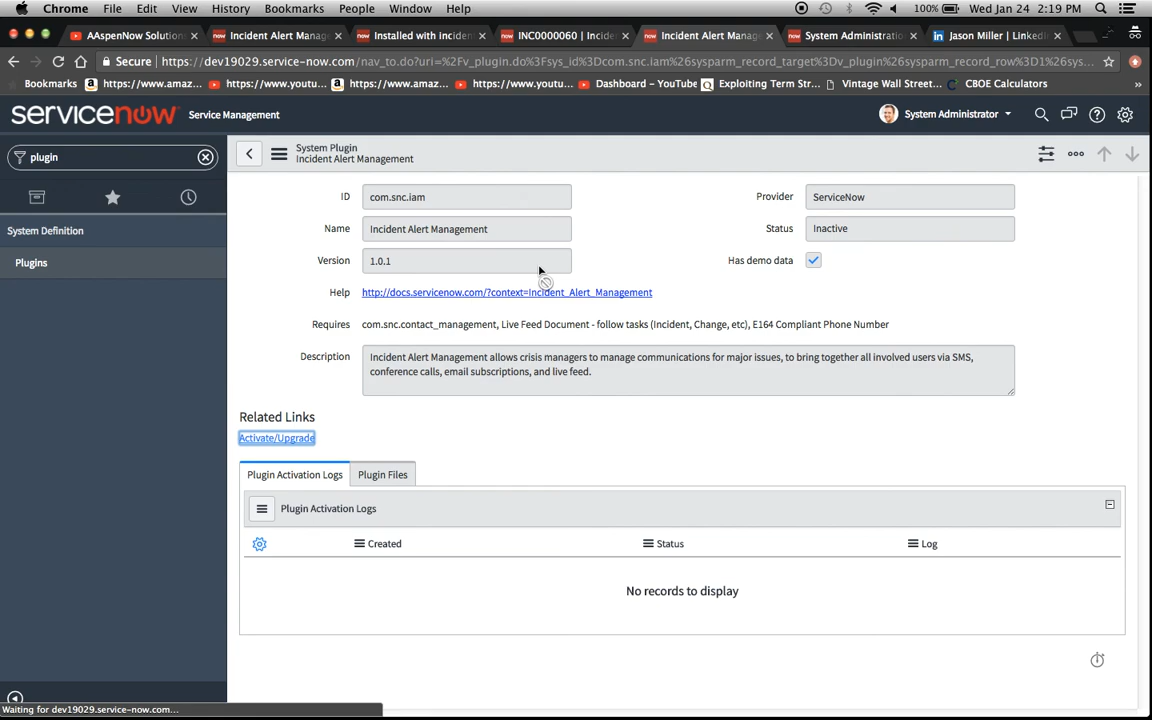 Chrome File Edit View History Bookmarks People Window Help 100% Wed Jan 24 2:19 PM
AAspenNow Solution Incident Alert Manage Installed with inciden INC0000060 | Incide Incident Alert Manage System Administratio Jason Miller | LinkedIn
Secure https://dev19029.service-now.com/nav_to.do?uri=%2Fv_plugin.do%3Fsys_id%3Dcom.snc.iam%26sysparm_record_target%3Dv_plugin%26sysparm_record_row%3D1%26sys...
Bookmarks https://www.amaz... https://www.youtu... https://www.amaz... https://www.youtu... Dashboard – YouTube Exploiting Term Str... Vintage Wall Street... CBOE Calculators »
servicenow Service Management System Administrator
plugin
System Plugin
Incident Alert Management
System Definition
Plugins
ID com.snc.iam Provider ServiceNow
Name Incident Alert Management Status Inactive
Version 1.0.1 Has demo data
Help http://docs.servicenow.com/?context=Incident_Alert_Management
Requires com.snc.contact_management, Live Feed Document - follow tasks (Incident, Change, etc), E164 Compliant Phone Number
Description Incident Alert Management allows crisis managers to manage communications for major issues, to bring together all involved users via SMS,
conference calls, email subscriptions, and live feed.
Related Links
Activate/Upgrade
Plugin Activation Logs Plugin Files
Plugin Activation Logs
Created Status Log
No records to display
Waiting for dev19029.service-now.com...